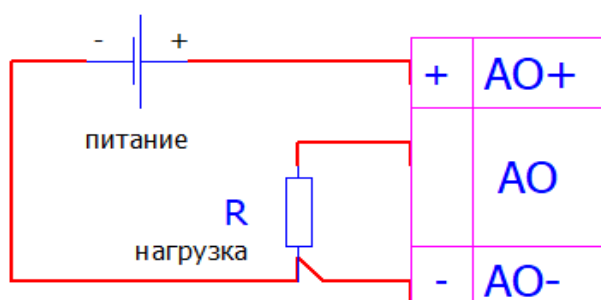 - +
+ AO+
питание
AO
R
нагрузка
- AO-